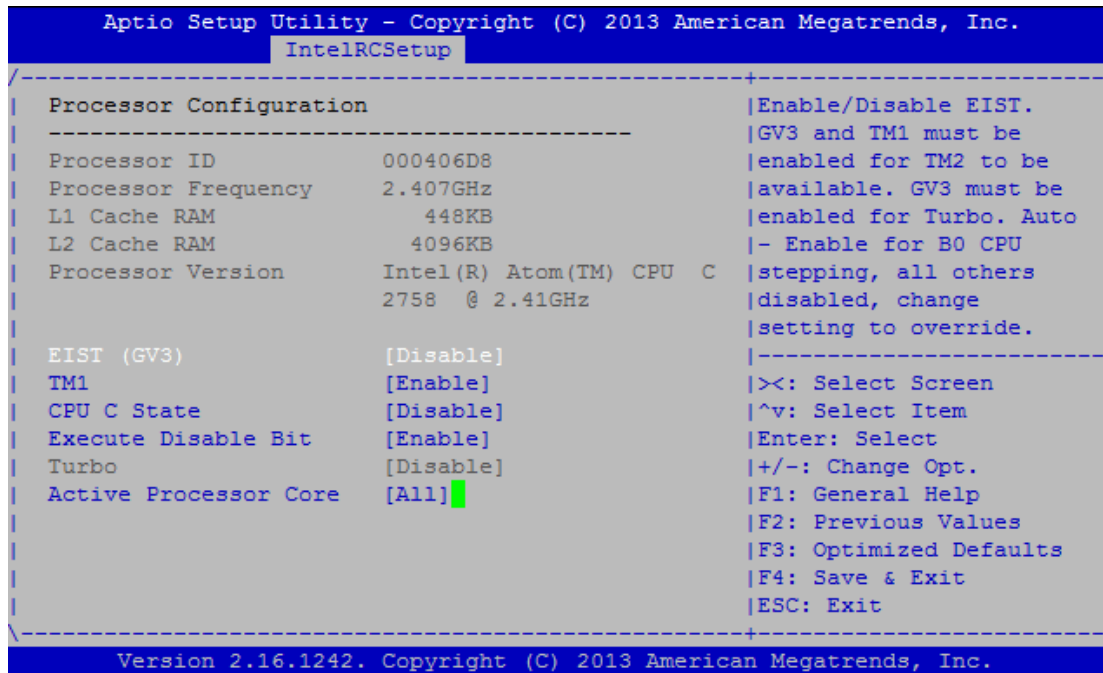 Aptio Setup Utility - Copyright (C) 2013 American Megatrends, Inc.
IntelRCSetup
/----------------------------------------------------+-------------------------
| Processor Configuration |Enable/Disable EIST.
| ------------------------------------------ |GV3 and TM1 must be
| Processor ID 000406D8 |enabled for TM2 to be
| Processor Frequency 2.407GHz |available. GV3 must be
| L1 Cache RAM 448KB |enabled for Turbo. Auto
| L2 Cache RAM 4096KB |- Enable for B0 CPU
| Processor Version Intel(R) Atom(TM) CPU C |stepping, all others
| 2758 @ 2.41GHz |disabled, change
| |setting to override.
| EIST (GV3) [Disable] |-------------------------
| TM1 [Enable] |><: Select Screen
| CPU C State [Disable] |^v: Select Item
| Execute Disable Bit [Enable] |Enter: Select
| Turbo [Disable] |+/-: Change Opt.
| Active Processor Core [All] |F1: General Help
| |F2: Previous Values
| |F3: Optimized Defaults
| |F4: Save & Exit
| |ESC: Exit
\----------------------------------------------------+-------------------------
Version 2.16.1242. Copyright (C) 2013 American Megatrends, Inc.